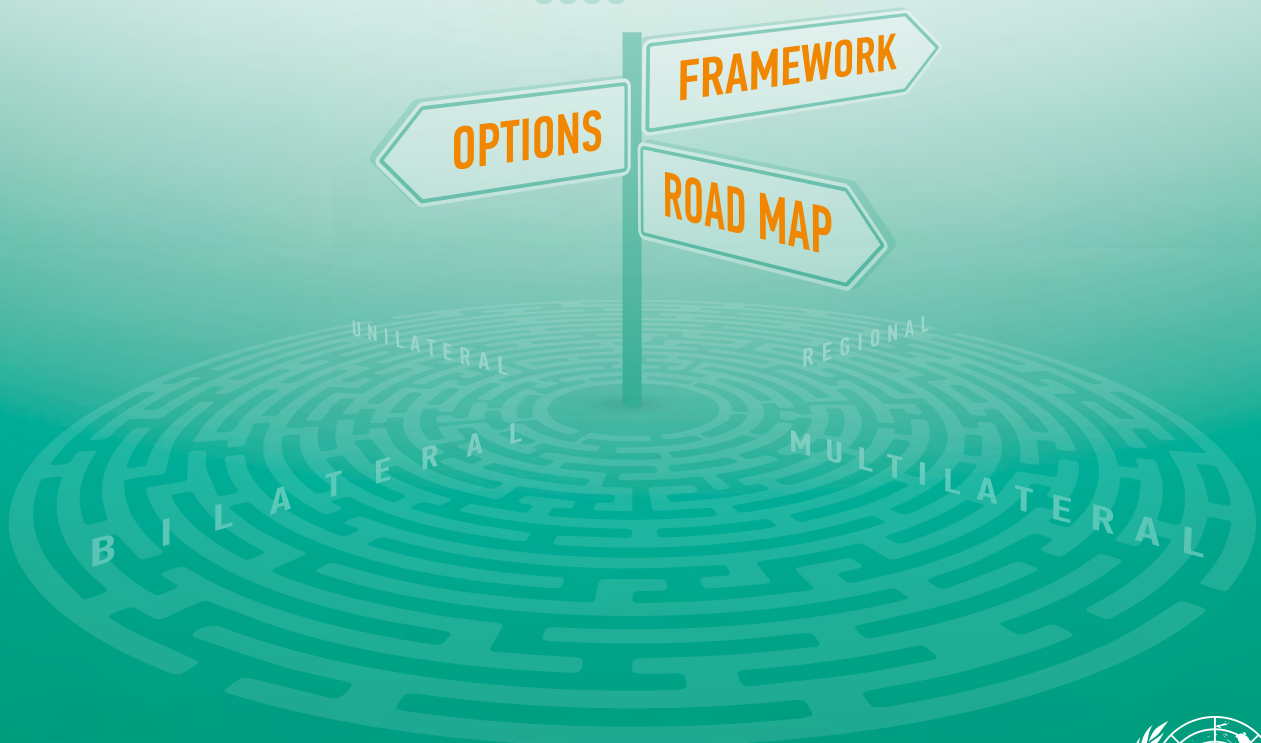 FRAMEWORK
OPTIONS
ROAD MAP
UNILATERAL
REGIONAL
BILATERAL
MULTILATERAL